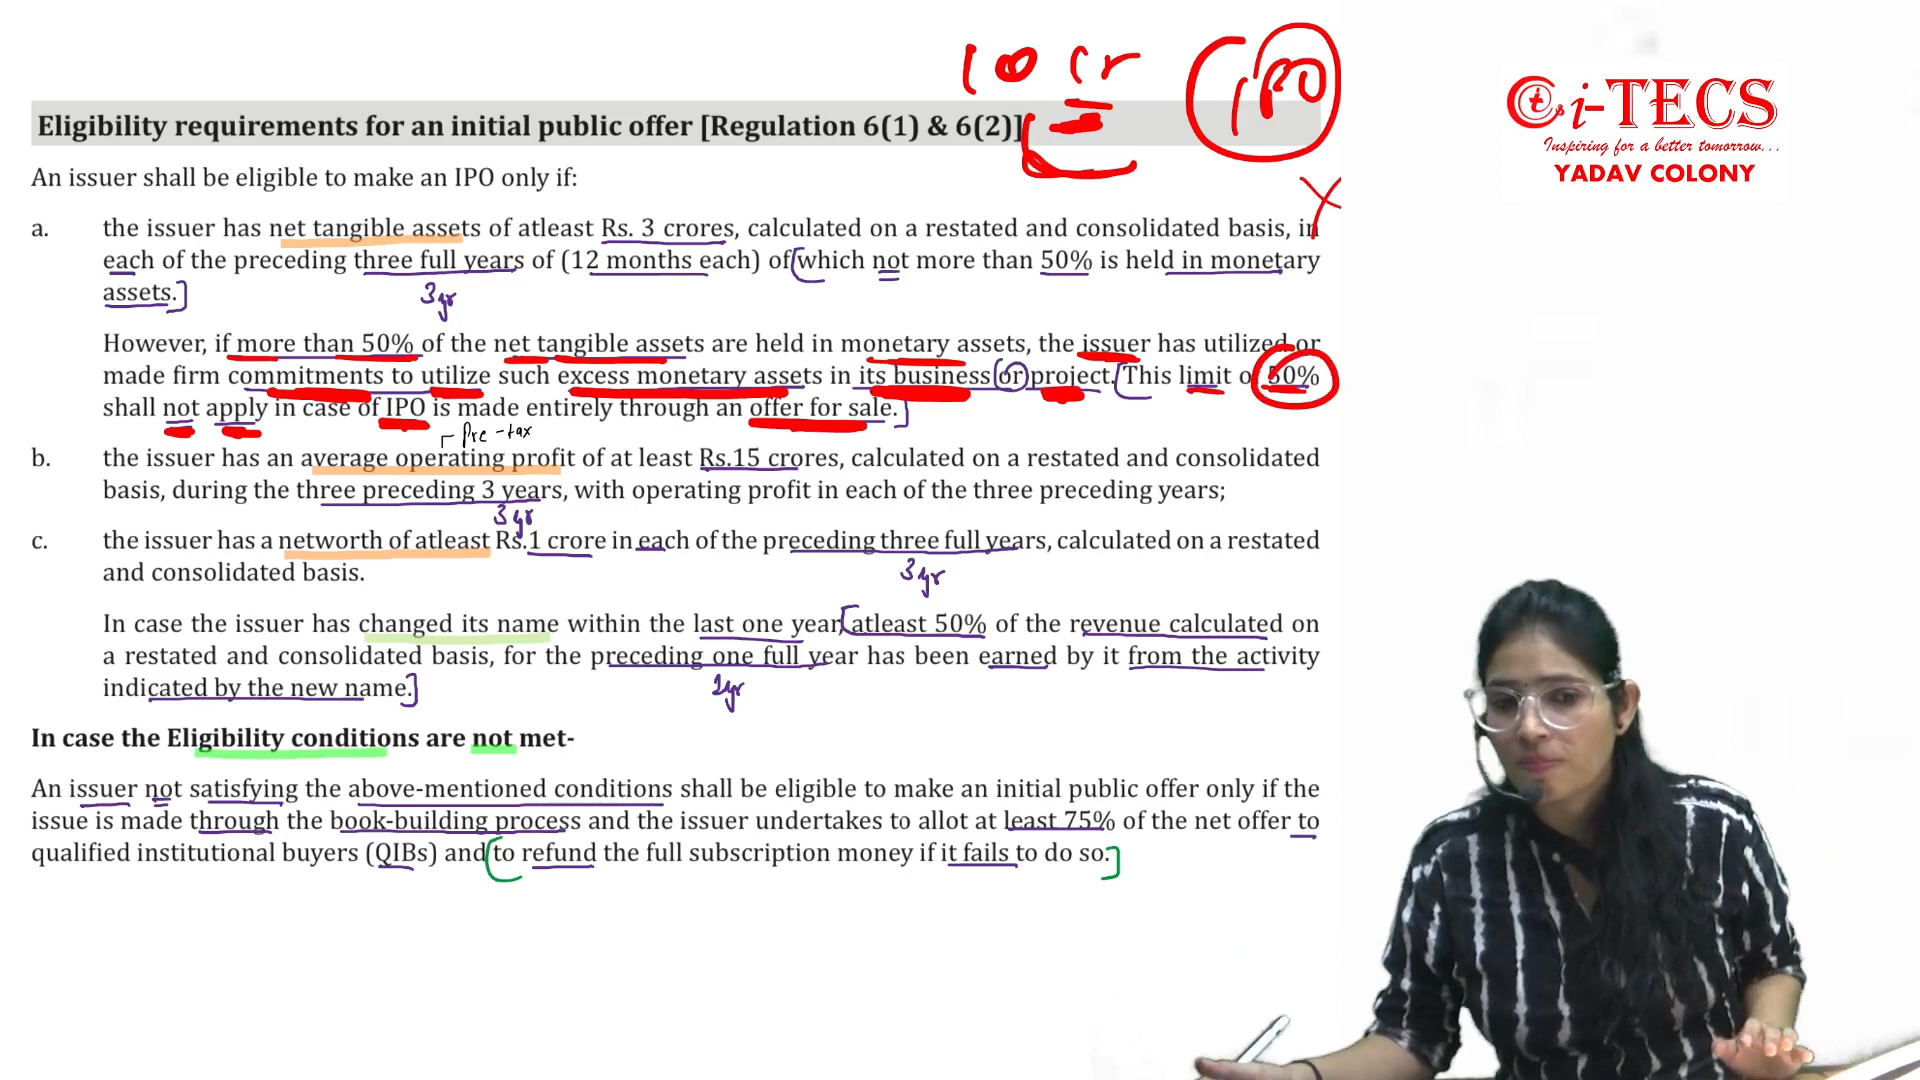 10 cr
IPO
i-TECS
Inspiring for a better tomorrow...
YADAV COLONY
Eligibility requirements for an initial public offer [Regulation 6(1) & 6(2)]
An issuer shall be eligible to make an IPO only if:
a. the issuer has net tangible assets of atleast Rs. 3 crores, calculated on a restated and consolidated basis, in
each of the preceding three full years of (12 months each) of which not more than 50% is held in monetary
assets.
3yr
However, if more than 50% of the net tangible assets are held in monetary assets, the issuer has utilized or
made firm commitments to utilize such excess monetary assets in its business or project. This limit of 50%
shall not apply in case of IPO is made entirely through an offer for sale.
Pre-tax
b. the issuer has an average operating profit of at least Rs.15 crores, calculated on a restated and consolidated
basis, during the three preceding 3 years, with operating profit in each of the three preceding years;
3yr
c. the issuer has a networth of atleast Rs.1 crore in each of the preceding three full years, calculated on a restated
and consolidated basis.
3yr
In case the issuer has changed its name within the last one year, atleast 50% of the revenue calculated on
a restated and consolidated basis, for the preceding one full year has been earned by it from the activity
indicated by the new name.
1yr
In case the Eligibility conditions are not met-
An issuer not satisfying the above-mentioned conditions shall be eligible to make an initial public offer only if the
issue is made through the book-building process and the issuer undertakes to allot at least 75% of the net offer to
qualified institutional buyers (QIBs) and to refund the full subscription money if it fails to do so.